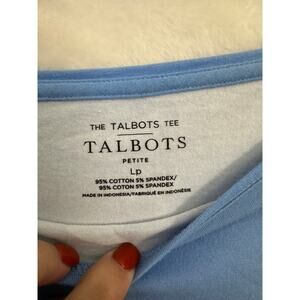 THE TALBOTS TEE
TALBOTS
PETITE
Lp
95% COTTON 5% SPANDEX/
95% COTON 5% SPANDEX
MADE IN INDONESIA/FABRIQUÉ EN INDONÉSIE